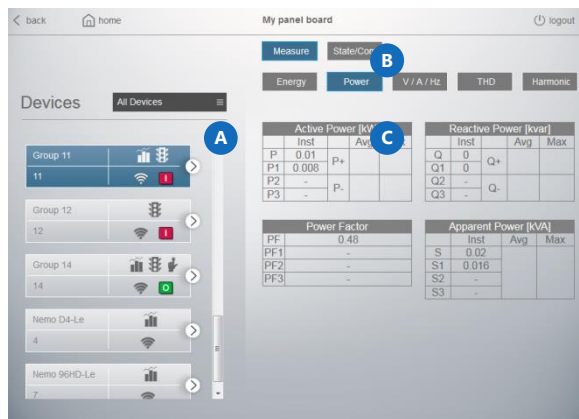 back home My panel board logout
Measure State/Con
B
Energy Power V / A / Hz THD Harmonic
Devices All Devices
A
C
Group 11
11 I
Group 12
12 I
Group 14
14 O
Nemo D4-Le
4
Nemo 96HD-Le
7
Active Power [kW
Inst Avg
P 0.01 P+
P1 0.008
P2 - P-
P3 -
Reactive Power [kvar]
Inst Avg Max
Q 0 Q+
Q1 0
Q2 - Q-
Q3 -
Power Factor
PF 0.48
PF1 -
PF2 -
PF3 -
Apparent Power [kVA]
Inst Avg Max
S 0.02
S1 0.016
S2 -
S3 -